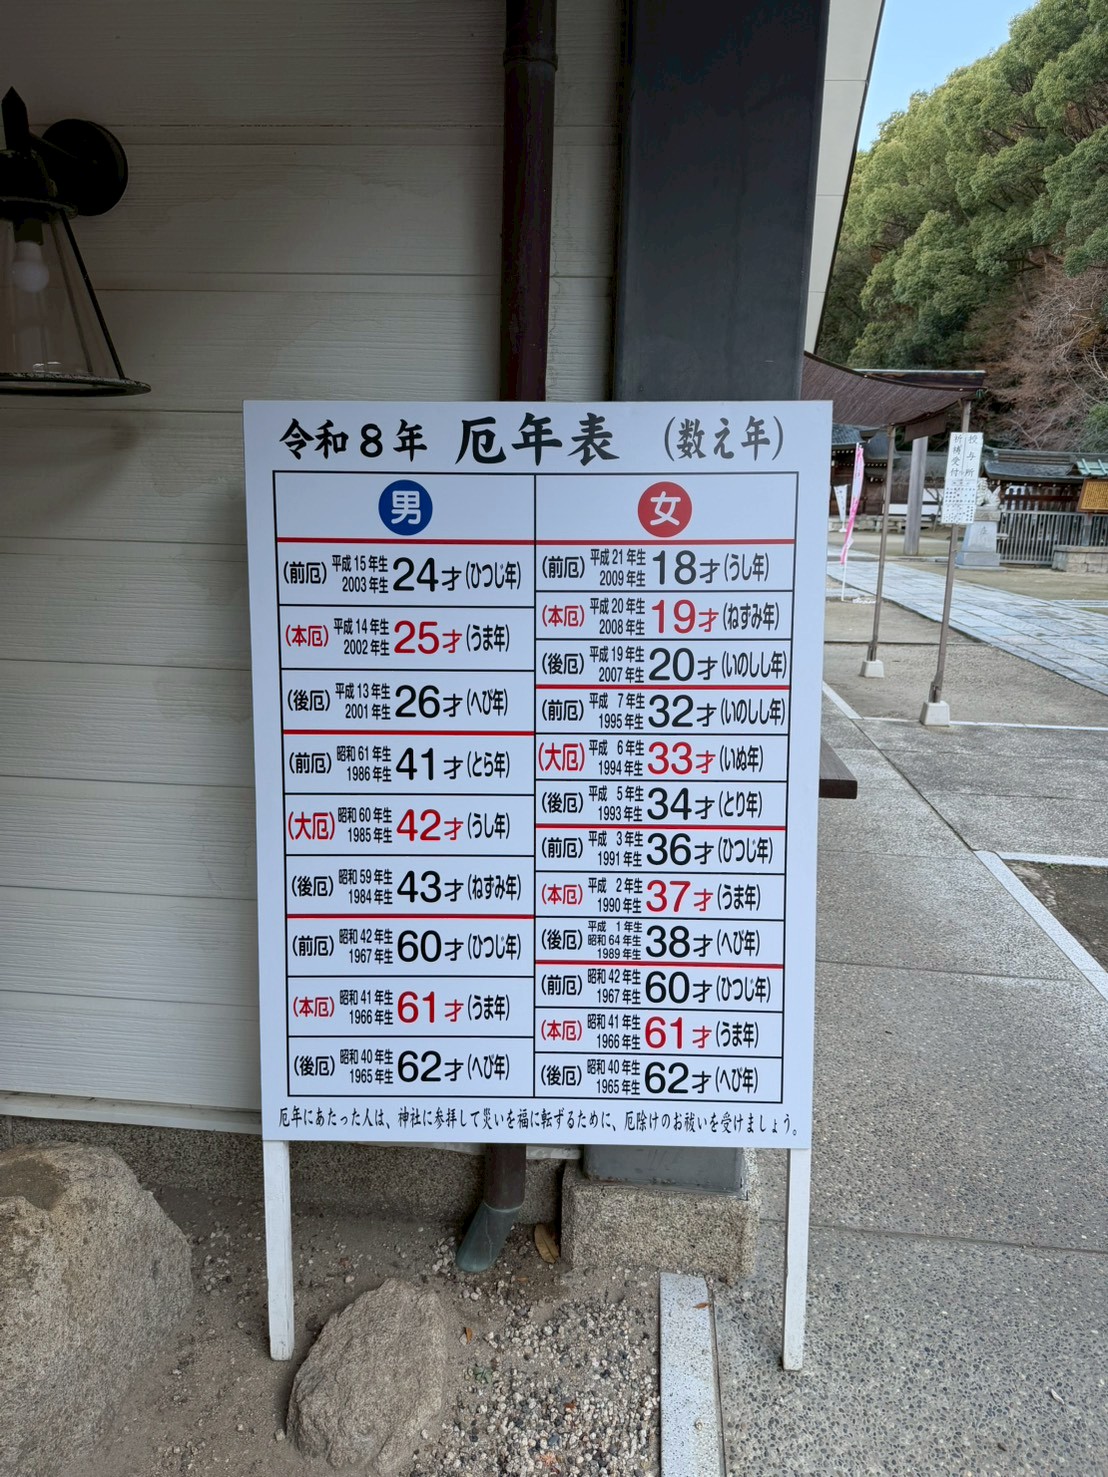 令和8年 厄年表 (数え年)
男
(前厄) 平成15年生 2003年生 24才(ひつじ年)
(本厄) 平成14年生 2002年生 25才(うま年)
(後厄) 平成13年生 2001年生 26才(へび年)
(前厄) 昭和61年生 1986年生 41才(とら年)
(大厄) 昭和60年生 1985年生 42才(うし年)
(後厄) 昭和59年生 1984年生 43才(ねずみ年)
(前厄) 昭和42年生 1967年生 60才(ひつじ年)
(本厄) 昭和41年生 1966年生 61才(うま年)
(後厄) 昭和40年生 1965年生 62才(へび年)
女
(前厄) 平成21年生 2009年生 18才(うし年)
(本厄) 平成20年生 2008年生 19才(ねずみ年)
(後厄) 平成19年生 2007年生 20才(いのしし年)
(前厄) 平成 7年生 1995年生 32才(いのしし年)
(大厄) 平成 6年生 1994年生 33才(いぬ年)
(後厄) 平成 5年生 1993年生 34才(とり年)
(前厄) 平成 3年生 1991年生 36才(ひつじ年)
(本厄) 平成 2年生 1990年生 37才(うま年)
(後厄) 平成 1年生 昭和64年生 1989年生 38才(へび年)
(前厄) 昭和42年生 1967年生 60才(ひつじ年)
(本厄) 昭和41年生 1966年生 61才(うま年)
(後厄) 昭和40年生 1965年生 62才(へび年)
厄年にあたった人は、神社に参拝して災いを福に転ずるために、厄除けのお祓いを受けましょう。
授与所
祈祷受付